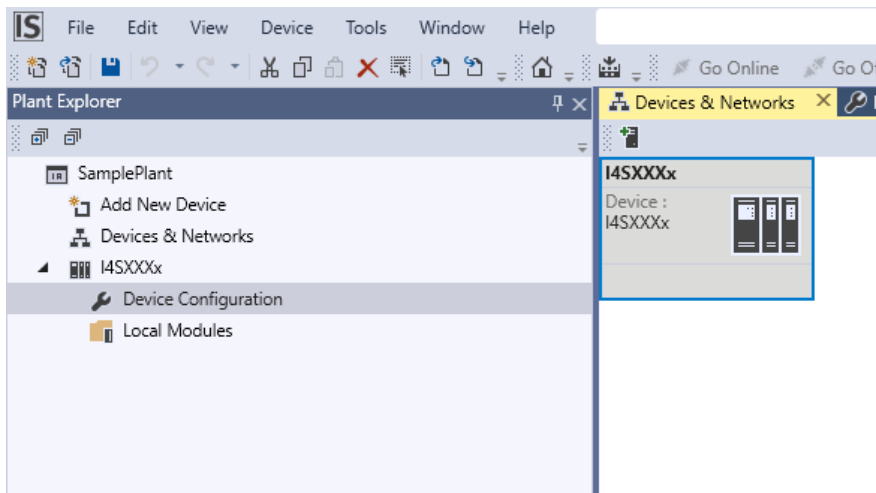 IS File Edit View Device Tools Window Help
Go Online Go O
Plant Explorer
Devices & Networks
IR SamplePlant
Add New Device
Devices & Networks
I4SXXXx
Device Configuration
Local Modules
I4SXXXx
Device :
I4SXXXx